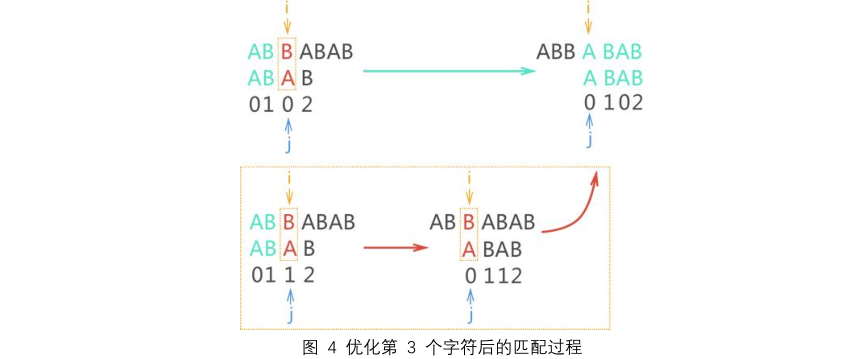 i i
AB B ABAB ABB A BAB
AB A B A BAB
01 0 2 0 102
j j
i i
AB B ABAB AB B ABAB
AB A B A BAB
01 1 2 0 112
j j
图 4 优化第 3 个字符后的匹配过程